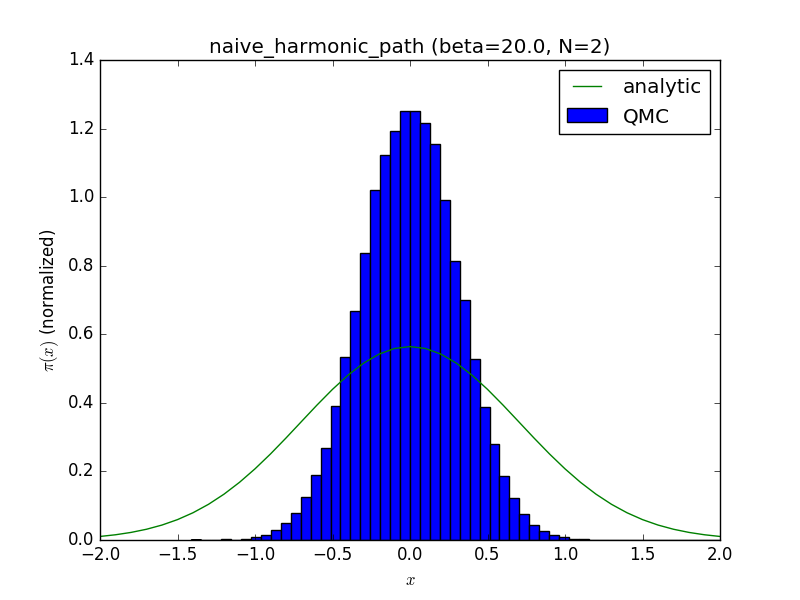 naive_harmonic_path (beta=20.0, N=2)
1.4
1.2
1.0
0.8
0.6
0.4
0.2
0.0
π(x) (normalized)
analytic
QMC
−2.0 −1.5 −1.0 −0.5 0.0 0.5 1.0 1.5 2.0
x